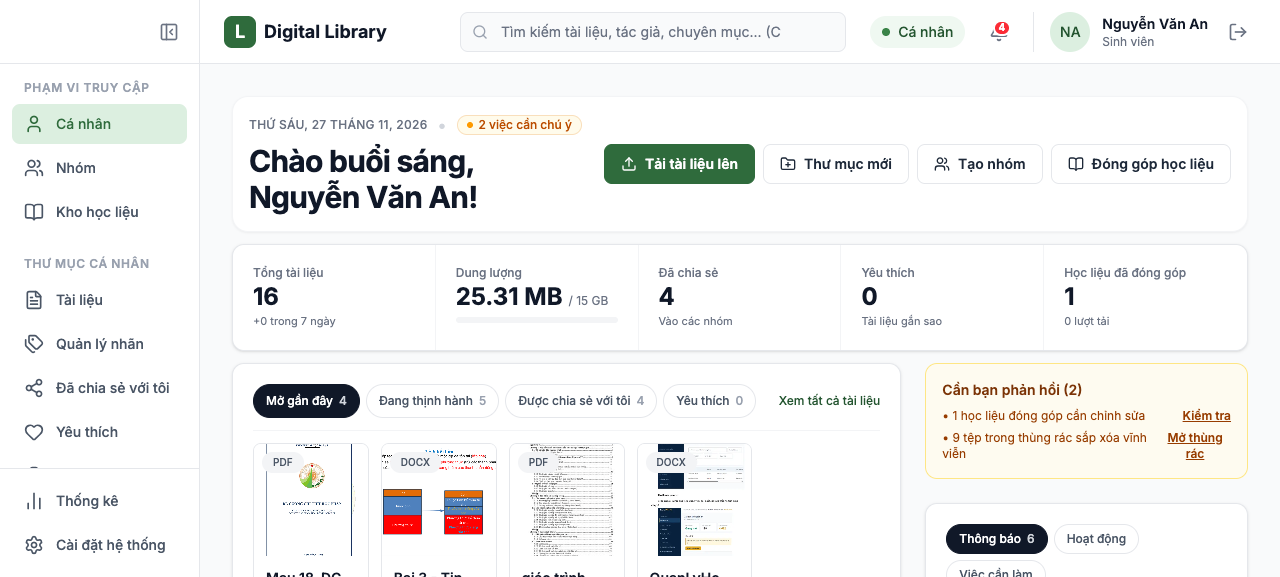 L Digital Library
Tìm kiếm tài liệu, tác giả, chuyên mục... (C
Cá nhân
4
NA
Nguyễn Văn An
Sinh viên
PHẠM VI TRUY CẬP
Cá nhân
Nhóm
Kho học liệu
THƯ MỤC CÁ NHÂN
Tài liệu
Quản lý nhãn
Đã chia sẻ với tôi
Yêu thích
Thống kê
Cài đặt hệ thống
THỨ SÁU, 27 THÁNG 11, 2026
2 việc cần chú ý
Chào buổi sáng,
Nguyễn Văn An!
Tải tài liệu lên
Thư mục mới
Tạo nhóm
Đóng góp học liệu
Tổng tài liệu
16
+0 trong 7 ngày
Dung lượng
25.31 MB / 15 GB
Đã chia sẻ
4
Vào các nhóm
Yêu thích
0
Tài liệu gắn sao
Học liệu đã đóng góp
1
0 lượt tải
Mở gần đây 4
Đang thịnh hành 5
Được chia sẻ với tôi 4
Yêu thích 0
Xem tất cả tài liệu
PDF
DOCX
PDF
DOCX
Cần bạn phản hồi (2)
• 1 học liệu đóng góp cần chỉnh sửa
Kiểm tra
• 9 tệp trong thùng rác sắp xóa vĩnh
viễn
Mở thùng
rác
Thông báo 6
Hoạt động
Việc cần làm